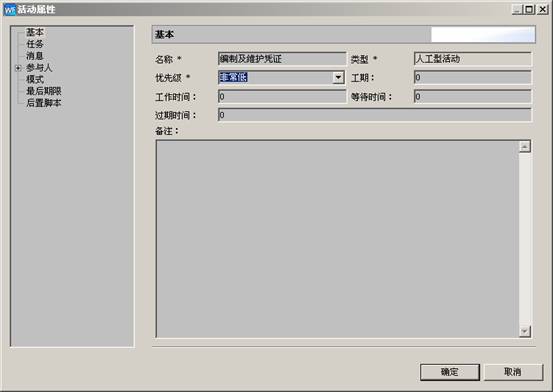 WF 活动属性
基本
任务
消息
参与人
模式
最后期限
后置脚本
基本
名称 * 编制及维护凭证 类型 * 人工型活动
优先级 * 非常低 工期： 0
工作时间： 0 等待时间： 0
过期时间： 0
备注：
确定 取消